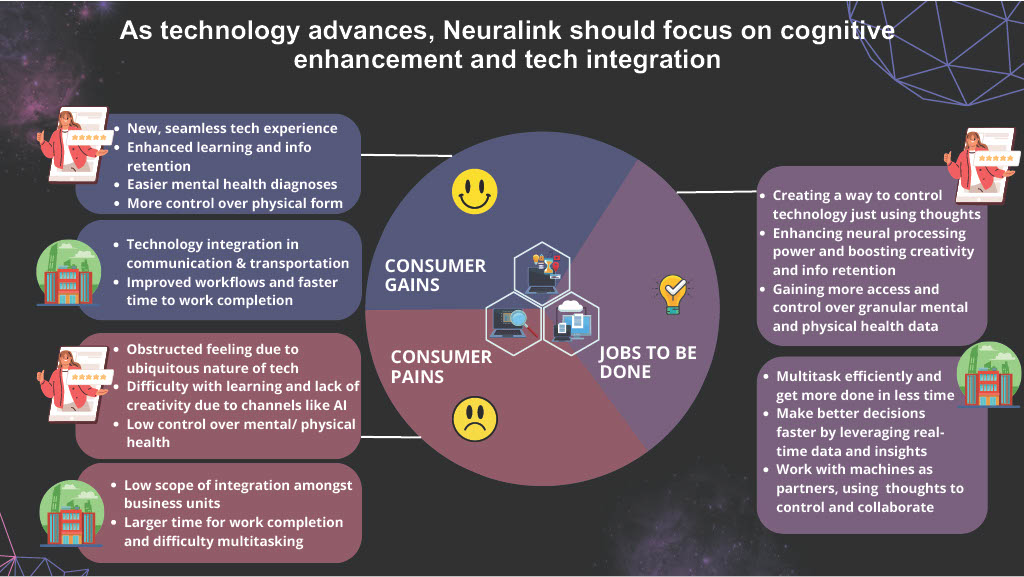 As technology advances, Neuralink should focus on cognitive
enhancement and tech integration
• New, seamless tech experience
• Enhanced learning and info
retention
• Easier mental health diagnoses
• More control over physical form
• Technology integration in
communication & transportation
• Improved workflows and faster
time to work completion
• Obstructed feeling due to
ubiquitous nature of tech
• Difficulty with learning and lack of
creativity due to channels like AI
• Low control over mental/ physical
health
• Low scope of integration amongst
business units
• Larger time for work completion
and difficulty multitasking
CONSUMER
GAINS
CONSUMER
PAINS
JOBS TO BE
DONE
• Creating a way to control
technology just using thoughts
• Enhancing neural processing
power and boosting creativity
and info retention
• Gaining more access and
control over granular mental
and physical health data
• Multitask efficiently and
get more done in less time
• Make better decisions
faster by leveraging real-
time data and insights
• Work with machines as
partners, using  thoughts to
control and collaborate